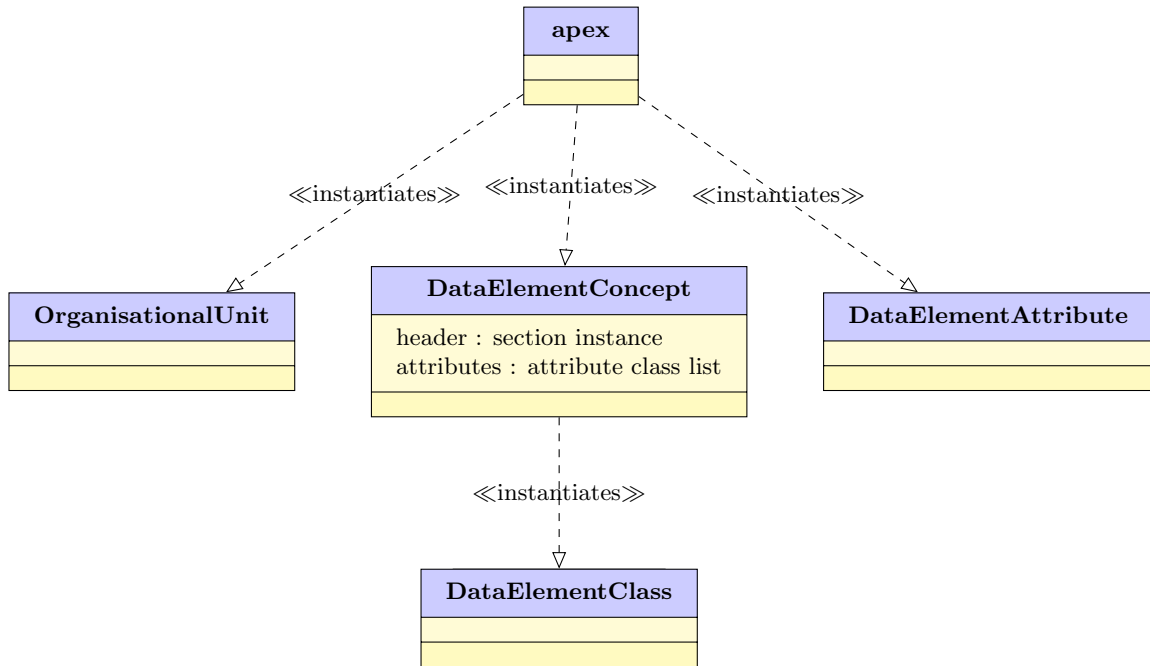 apex
≪instantiates≫
≪instantiates≫
≪instantiates≫
OrganisationalUnit
DataElementConcept
header : section instance
attributes : attribute class list
DataElementAttribute
≪instantiates≫
DataElementClass